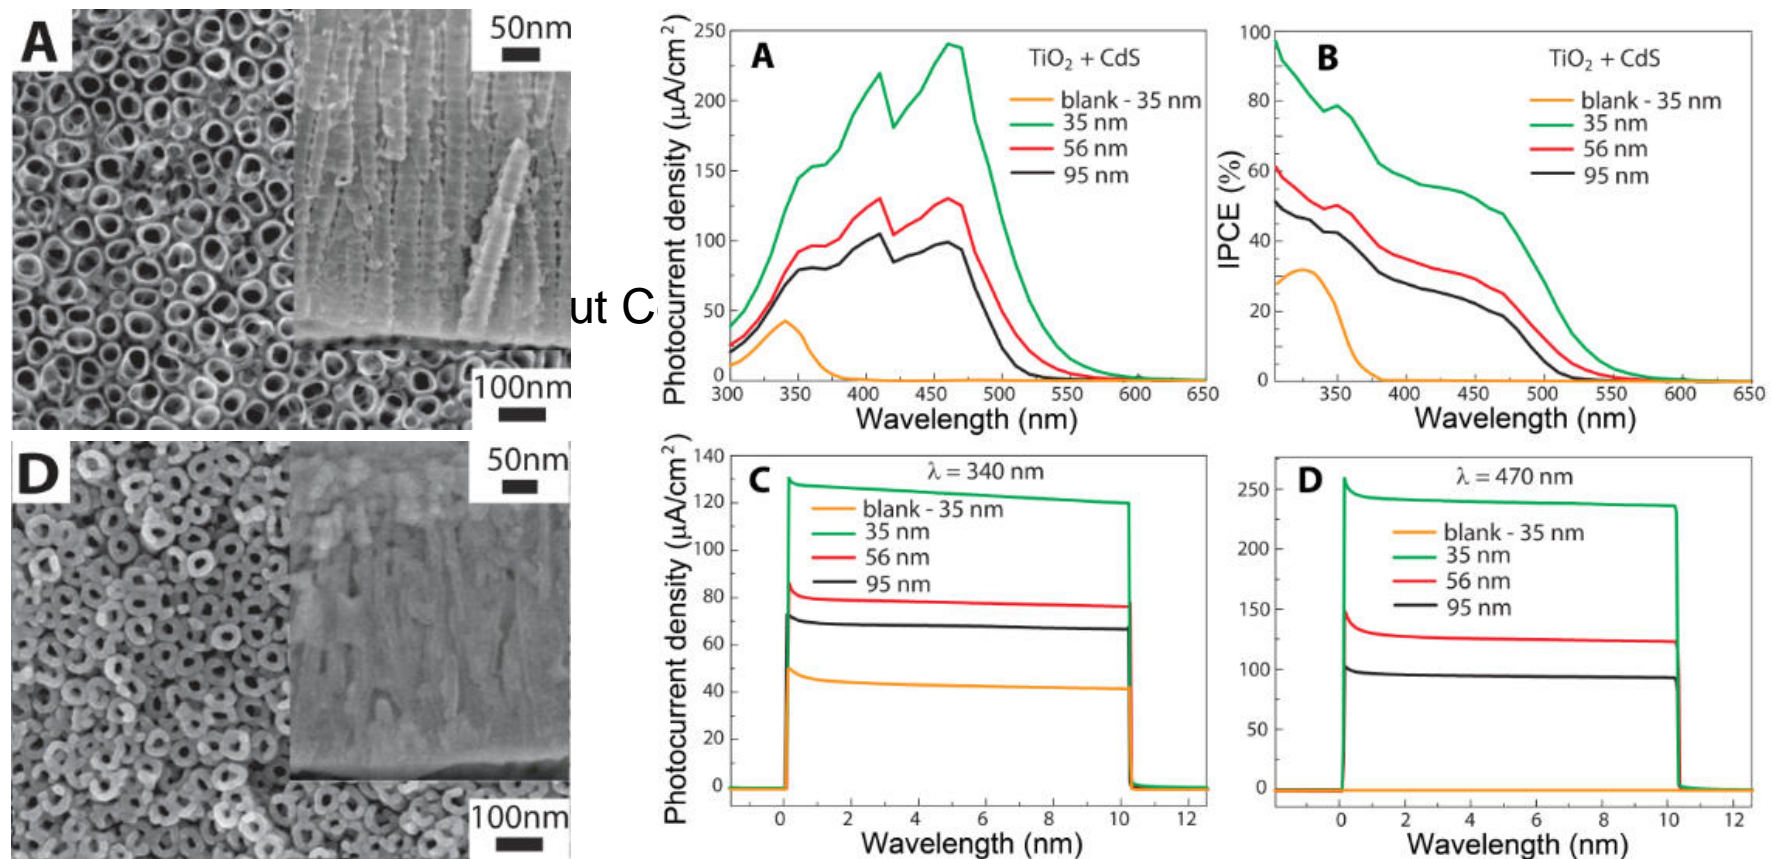 A
50nm
100nm
D
50nm
100nm
ut C
A
TiO2 + CdS
blank - 35 nm
35 nm
56 nm
95 nm
Photocurrent density (μA/cm2)
250
200
150
100
50
0
300 350 400 450 500 550 600 650
Wavelength (nm)
B
TiO2 + CdS
blank - 35 nm
35 nm
56 nm
95 nm
IPCE (%)
100
80
60
40
20
0
350 400 450 500 550 600 650
Wavelength (nm)
C
λ = 340 nm
blank - 35 nm
35 nm
56 nm
95 nm
Photocurrent density (μA/cm2)
140
120
100
80
60
40
20
0
0 2 4 6 8 10 12
Wavelength (nm)
D
λ = 470 nm
blank - 35 nm
35 nm
56 nm
95 nm
250
200
150
100
50
0
0 2 4 6 8 10 12
Wavelength (nm)